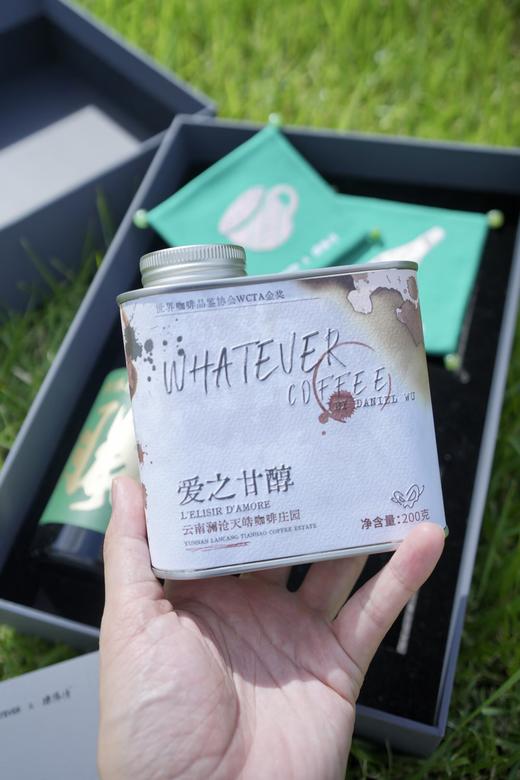 世界咖啡品鉴协会WCTA金奖
WHATEVER
COFFEE
BY DANIEL WU
爱之甘醇
L'ELISIR D'AMORE
云南澜沧天皓咖啡庄园
YUNNAN LANCANG TIANHAO COFFEE ESTATE
净含量:200克